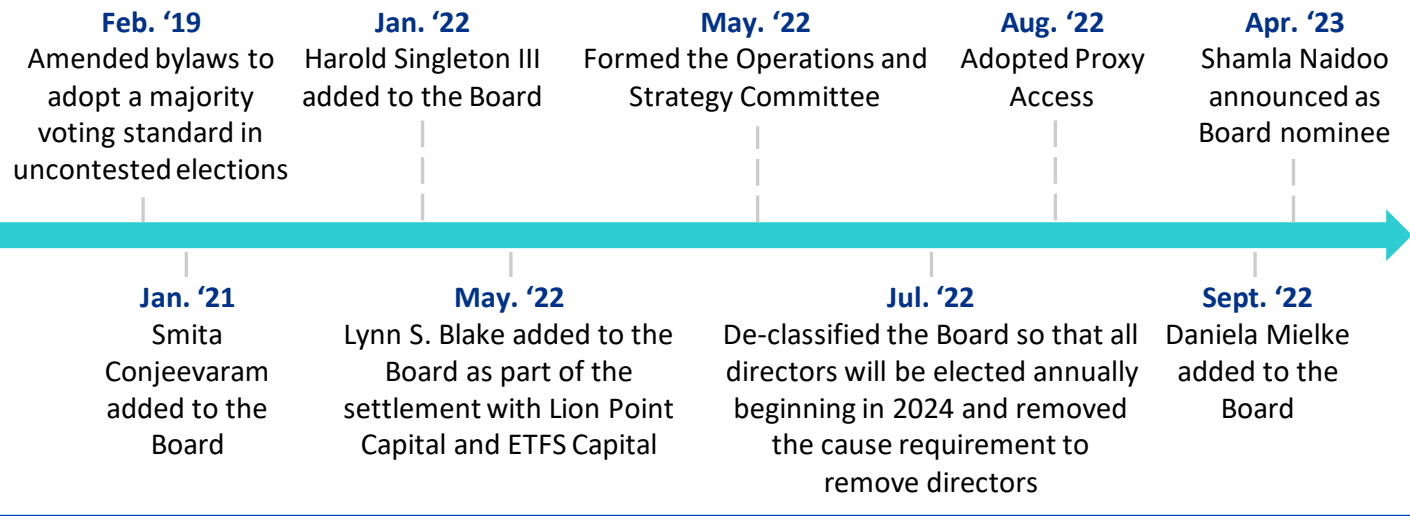 Feb. ‘19
Amended bylaws to
adopt a majority
voting standard in
uncontested elections
Jan. ‘22
Harold Singleton III
added to the Board
May. ‘22
Formed the Operations and
Strategy Committee
Aug. ‘22
Adopted Proxy
Access
Apr. ‘23
Shamla Naidoo
announced as
Board nominee
Jan. ‘21
Smita
Conjeevaram
added to the
Board
May. ‘22
Lynn S. Blake added to the
Board as part of the
settlement with Lion Point
Capital and ETFS Capital
Jul. ‘22
De-classified the Board so that all
directors will be elected annually
beginning in 2024 and removed
the cause requirement to
remove directors
Sept. ‘22
Daniela Mielke
added to the
Board